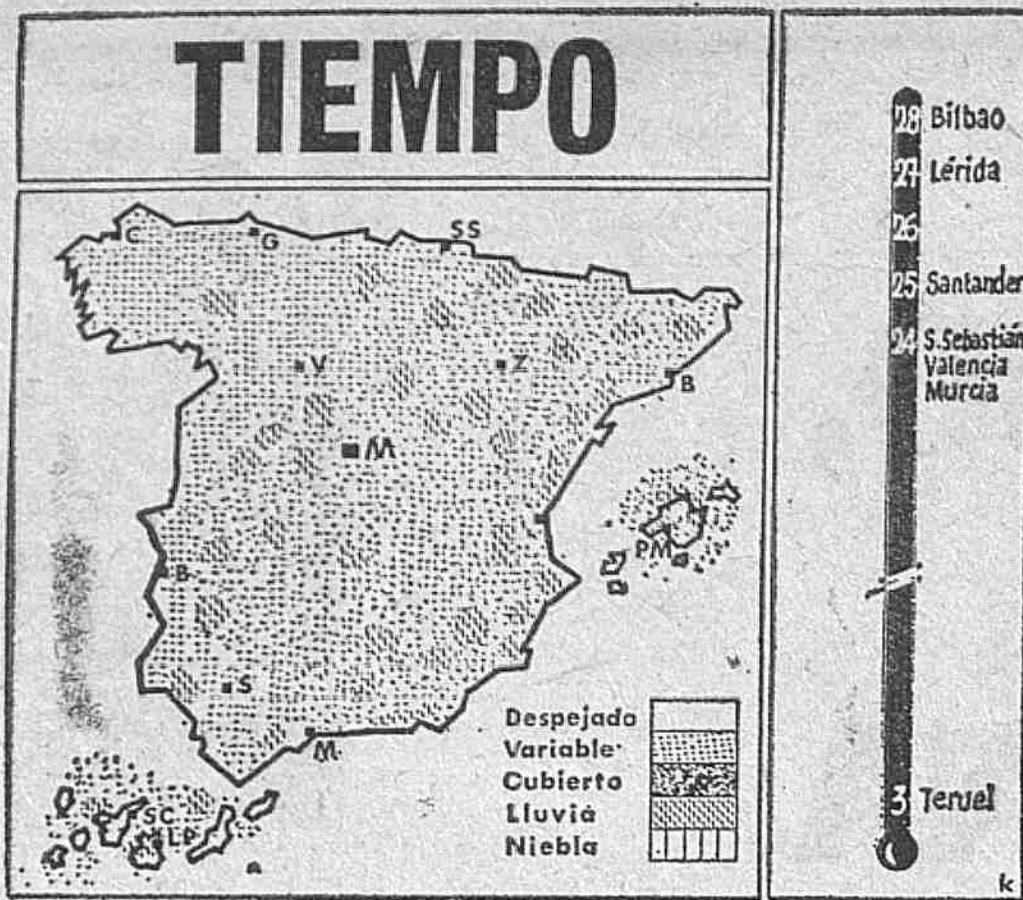 TIEMPO
C
G
SS
V
Z
B
M
PM
B
S
M
SC
LP
Despejado
Variable
Cubierto
Lluvia
Niebla
28 Bilbao
27 Lérida
26
25 Santander
24 S.Sebastián
Valencia
Murcia
3 Teruel
k